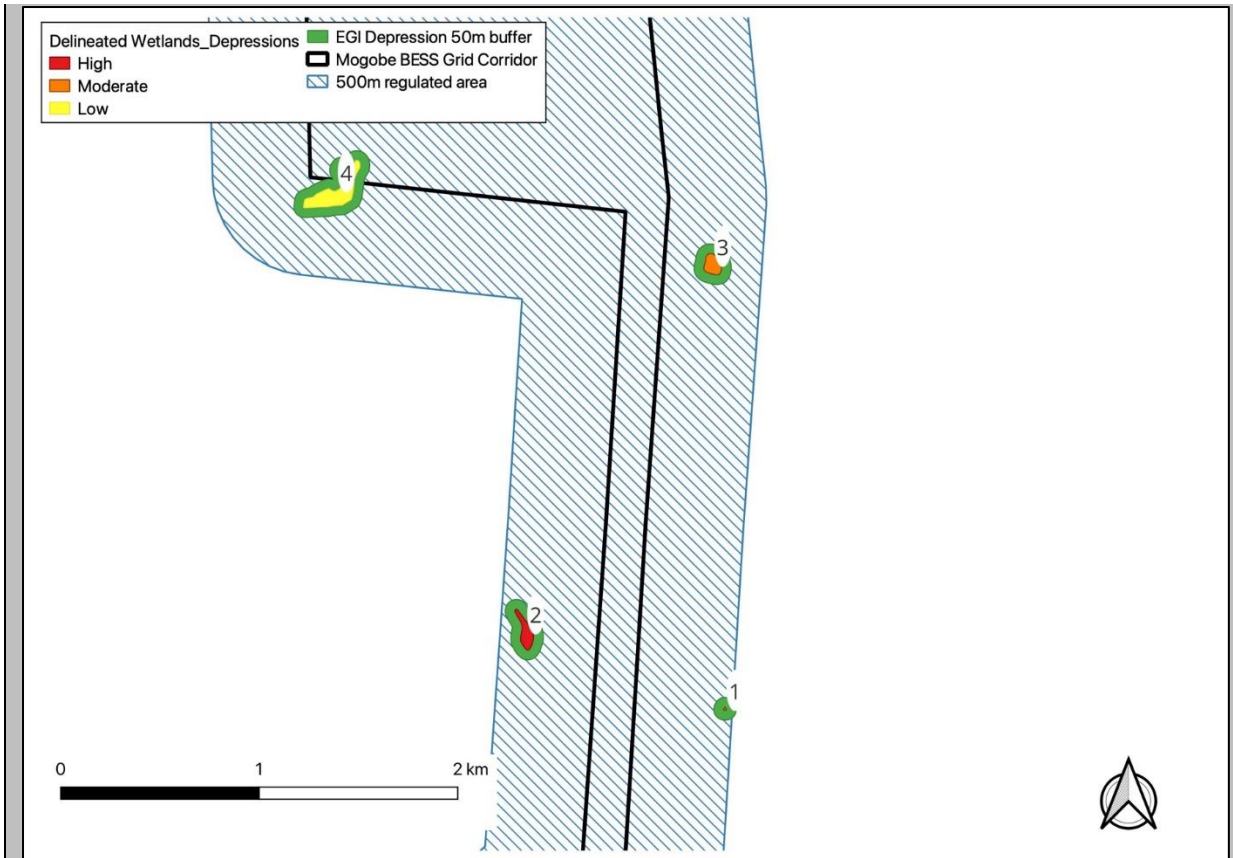 Delineated Wetlands_Depressions
High
Moderate
Low
EGI Depression 50m buffer
Mogobe BESS Grid Corridor
500m regulated area
4
3
2
1
0 1 2 km